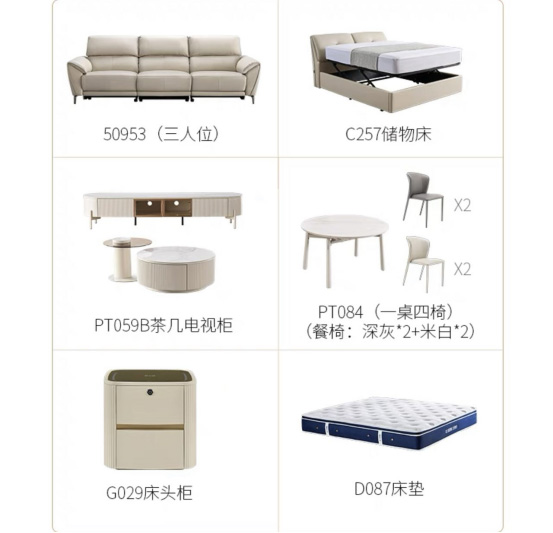 50953（三人位）
C257储物床
X2
X2
PT059B茶几电视柜
PT084（一桌四椅）
（餐椅：深灰*2+米白*2）
G029床头柜
D087床垫